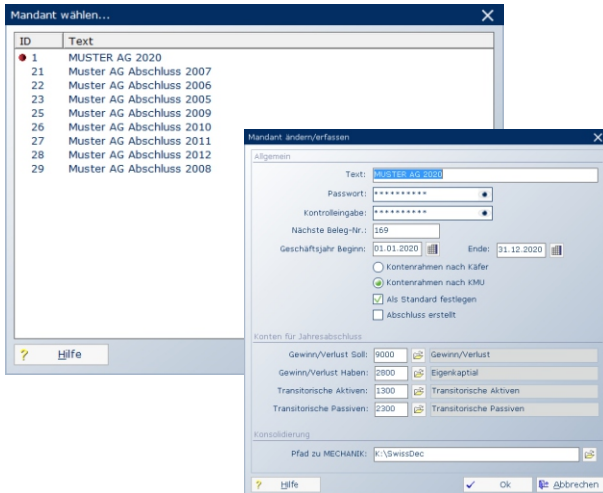 Mandant wählen...
ID Text
1 MUSTER AG 2020
21 Muster AG Abschluss 2007
22 Muster AG Abschluss 2006
23 Muster AG Abschluss 2005
25 Muster AG Abschluss 2009
26 Muster AG Abschluss 2010
27 Muster AG Abschluss 2011
28 Muster AG Abschluss 2012
29 Muster AG Abschluss 2008
? Hilfe
Mandant ändern/erfassen
Allgemein
Text: MUSTER AG 2020
Passwort: **********
Kontrolleingabe: **********
Nächste Beleg-Nr.: 169
Geschäftsjahr Beginn: 01.01.2020 Ende: 31.12.2020
Kontenrahmen nach Käfer
Kontenrahmen nach KMU
Als Standard festlegen
Abschluss erstellt
Konten für Jahresabschluss
Gewinn/Verlust Soll: 9000 Gewinn/Verlust
Gewinn/Verlust Haben: 2800 Eigenkaptial
Transitorische Aktiven: 1300 Transitorische Aktiven
Transitorische Passiven: 2300 Transitorische Passiven
Konsolidierung
Pfad zu MECHANIK: K:\SwissDec
? Hilfe Ok Abbrechen